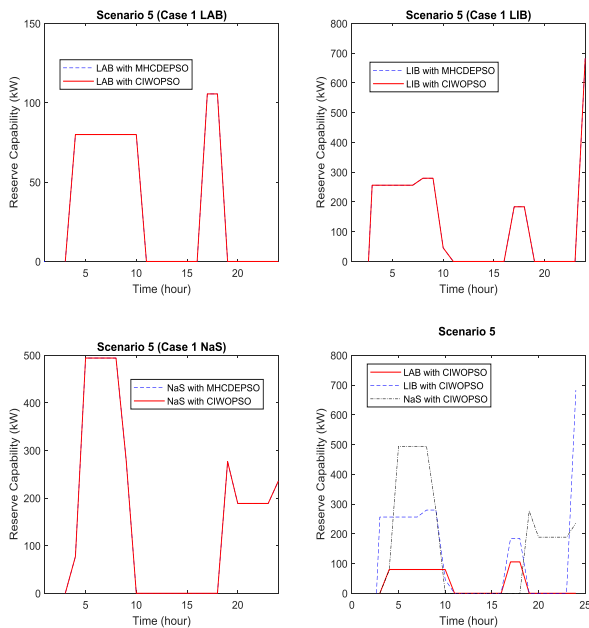 Scenario 5 (Case 1 LAB)
150
100
50
0
5
10
15
20
Reserve Capability (kW)
Time (hour)
LAB with MHCDEPSO
LAB with CIWOPSO
Scenario 5 (Case 1 LIB)
800
700
600
500
400
300
200
100
0
5
10
15
20
Reserve Capability (kW)
Time (hour)
LIB with MHCDEPSO
LIB with CIWOPSO
Scenario 5 (Case 1 NaS)
500
400
300
200
100
0
5
10
15
20
Reserve Capability (kW)
Time (hour)
NaS with MHCDEPSO
NaS with CIWOPSO
Scenario 5
800
700
600
500
400
300
200
100
0
0
5
10
15
20
25
Reserve Capability (kW)
Time (hour)
LAB with CIWOPSO
LIB with CIWOPSO
NaS with CIWOPSO